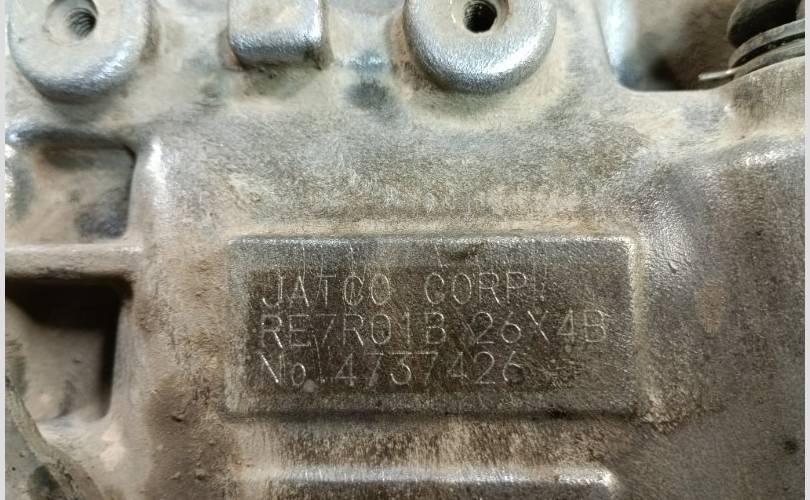 JATCO CORP.
RE7R01B 26X4B
No.4737426